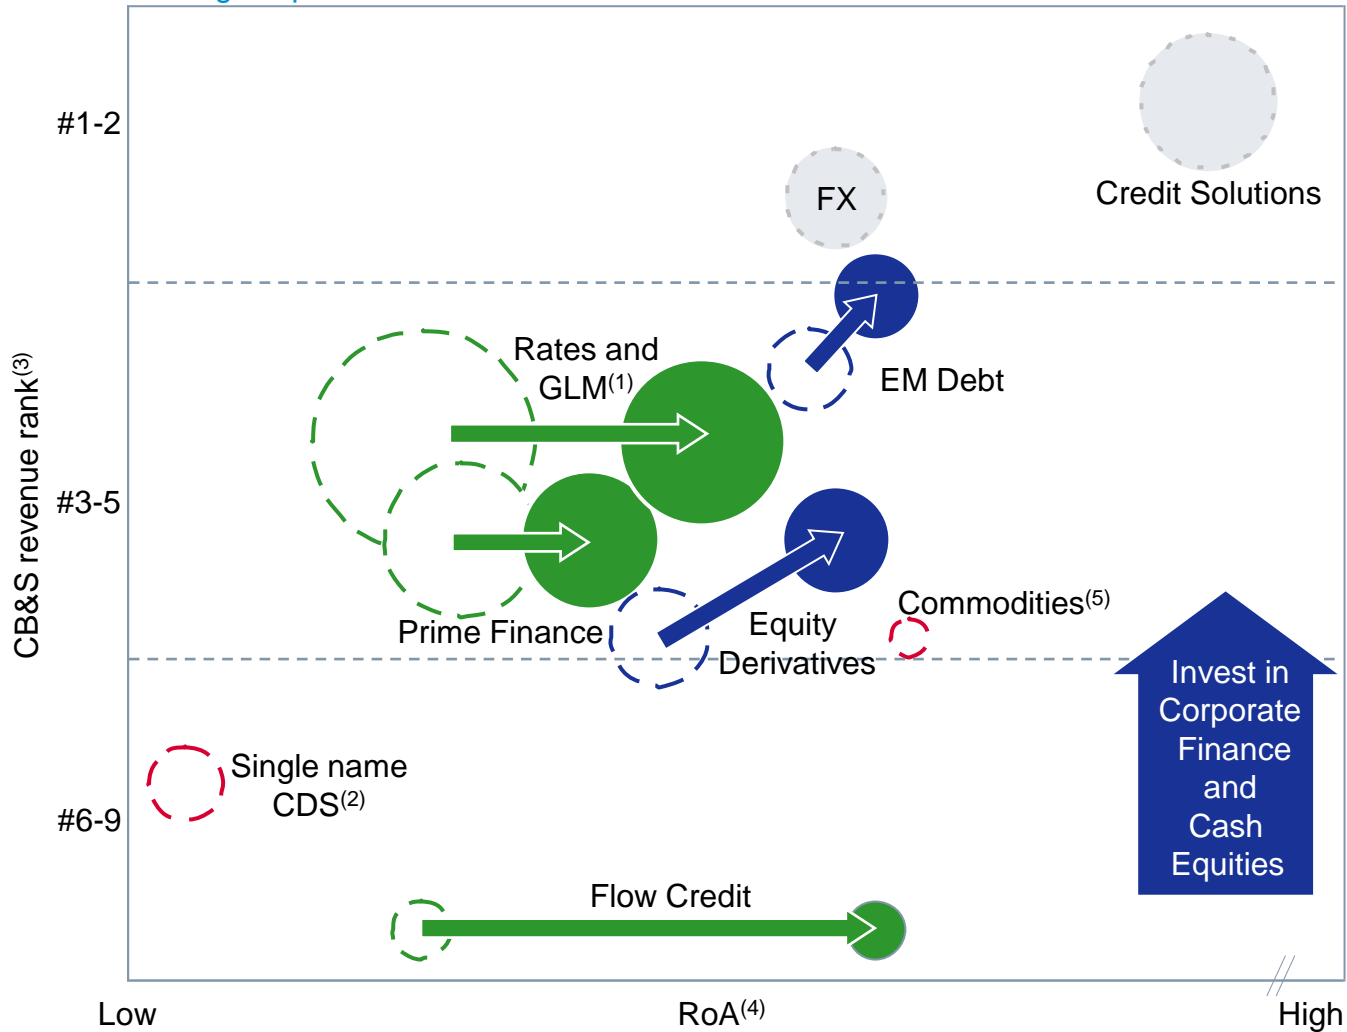 #1-2
FX
Credit Solutions
Rates and
GLM(1)
EM Debt
CB&S revenue rank(3)
#3-5
Commodities(5)
Prime Finance
Equity
Derivatives
Invest in
Corporate
Finance
and
Cash
Equities
Single name
CDS(2)
#6-9
Flow Credit
Low
RoA(4)
High